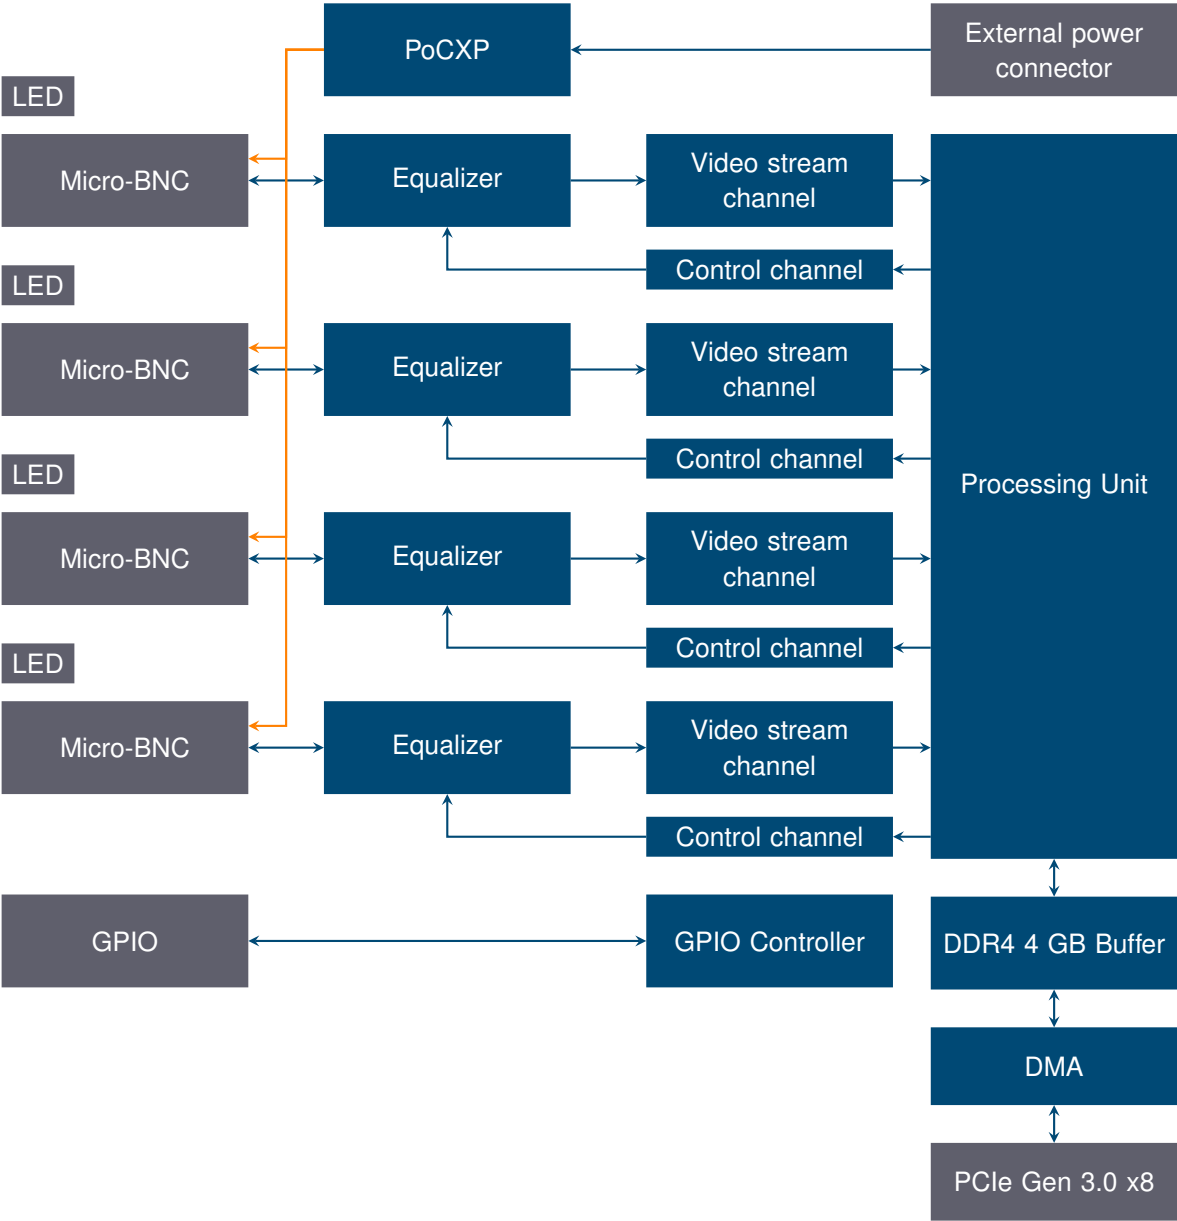 PoCXP
External power
connector
LED
Micro-BNC
Equalizer
Video stream
channel
Control channel
LED
Micro-BNC
Equalizer
Video stream
channel
Control channel
Processing Unit
LED
Micro-BNC
Equalizer
Video stream
channel
Control channel
LED
Micro-BNC
Equalizer
Video stream
channel
Control channel
GPIO
GPIO Controller
DDR4 4 GB Buffer
DMA
PCIe Gen 3.0 x8